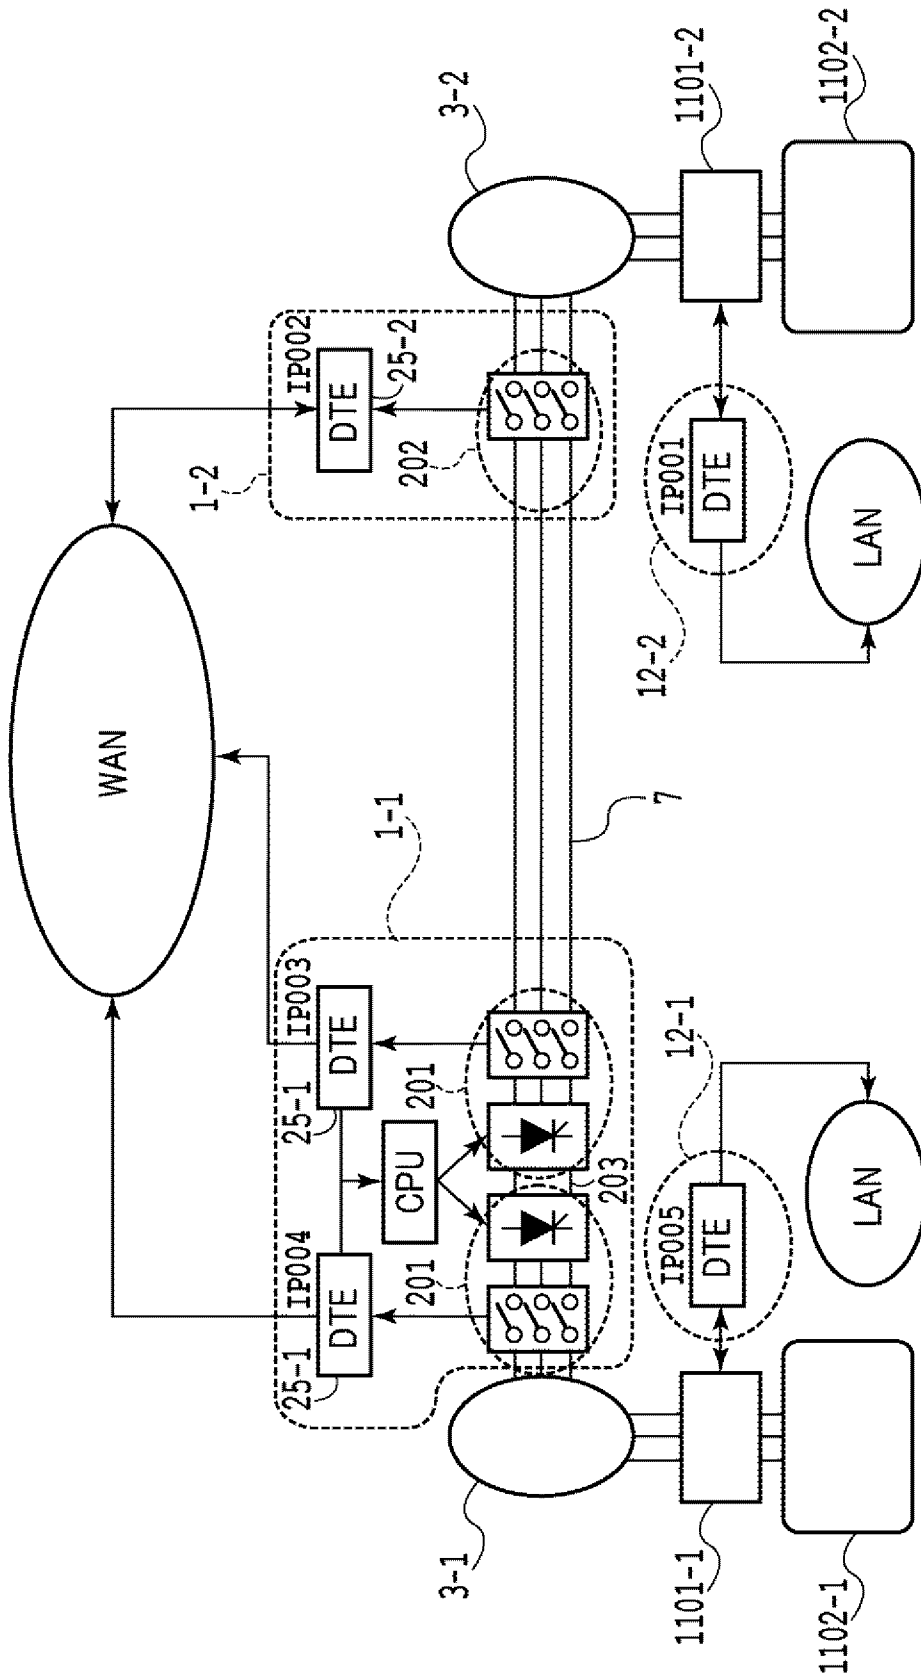 WAN
1-1
1-2
IP004
25-1
DTE
IP003
25-1
DTE
IP002
DTE
25-2
CPU
201
201
202
203
3-1
3-2
7
12-1
IP005
DTE
12-2
IP001
DTE
1101-1
1101-2
LAN
LAN
1102-1
1102-2